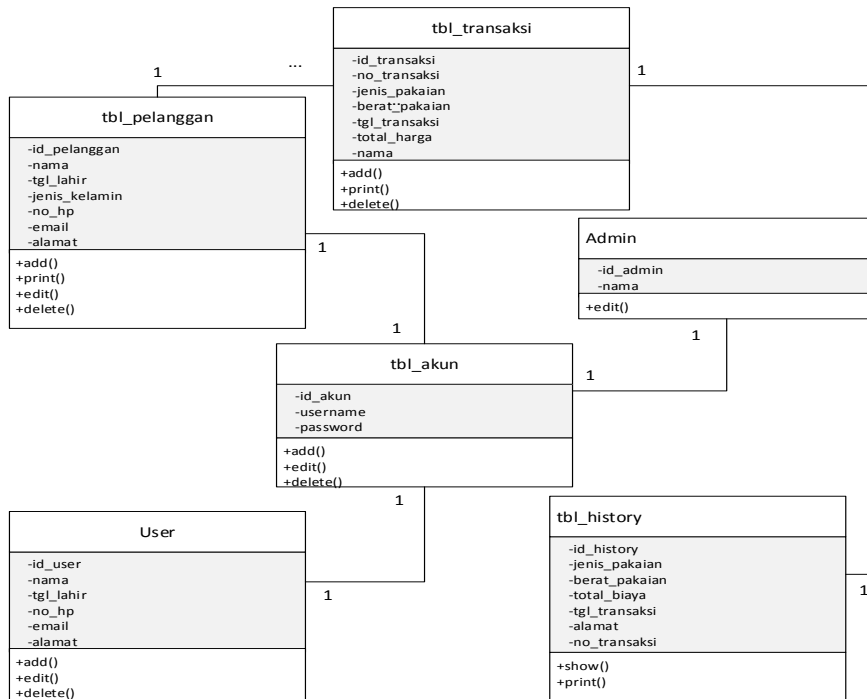 tbl_transaksi
-id_transaksi
-no_transaksi
-jenis_pakaian
-berat_pakaian
-tgl_transaksi
-total_harga
-nama
+add()
+print()
+delete()
1
...
1
tbl_pelanggan
-id_pelanggan
-nama
-tgl_lahir
-jenis_kelamin
-no_hp
-email
-alamat
+add()
+print()
+edit()
+delete()
1
Admin
-id_admin
-nama
+edit()
1
1
1
tbl_akun
-id_akun
-username
-password
+add()
+edit()
+delete()
1
User
-id_user
-nama
-tgl_lahir
-no_hp
-email
-alamat
+add()
+edit()
+delete()
1
tbl_history
-id_history
-jenis_pakaian
-berat_pakaian
-total_biaya
-tgl_transaksi
-alamat
-no_transaksi
+show()
+print()
1